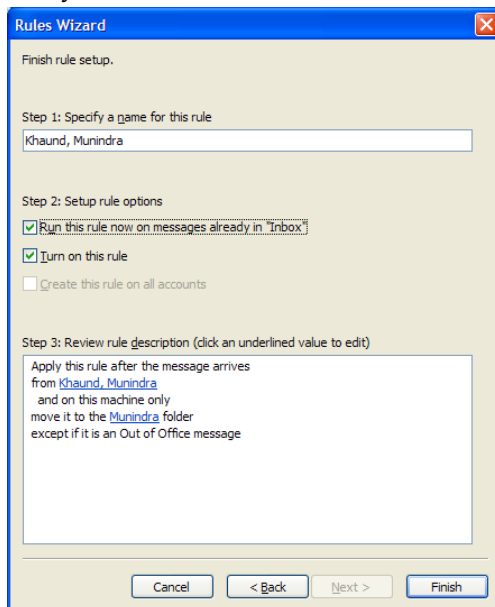 Rules Wizard
Finish rule setup.
Step 1: Specify a name for this rule
Khaund, Munindra
Step 2: Setup rule options
Run this rule now on messages already in "Inbox"
Turn on this rule
Create this rule on all accounts
Step 3: Review rule description (click an underlined value to edit)
Apply this rule after the message arrives
from Khaund, Munindra
and on this machine only
move it to the Munindra folder
except if it is an Out of Office message
Cancel < Back Next > Finish